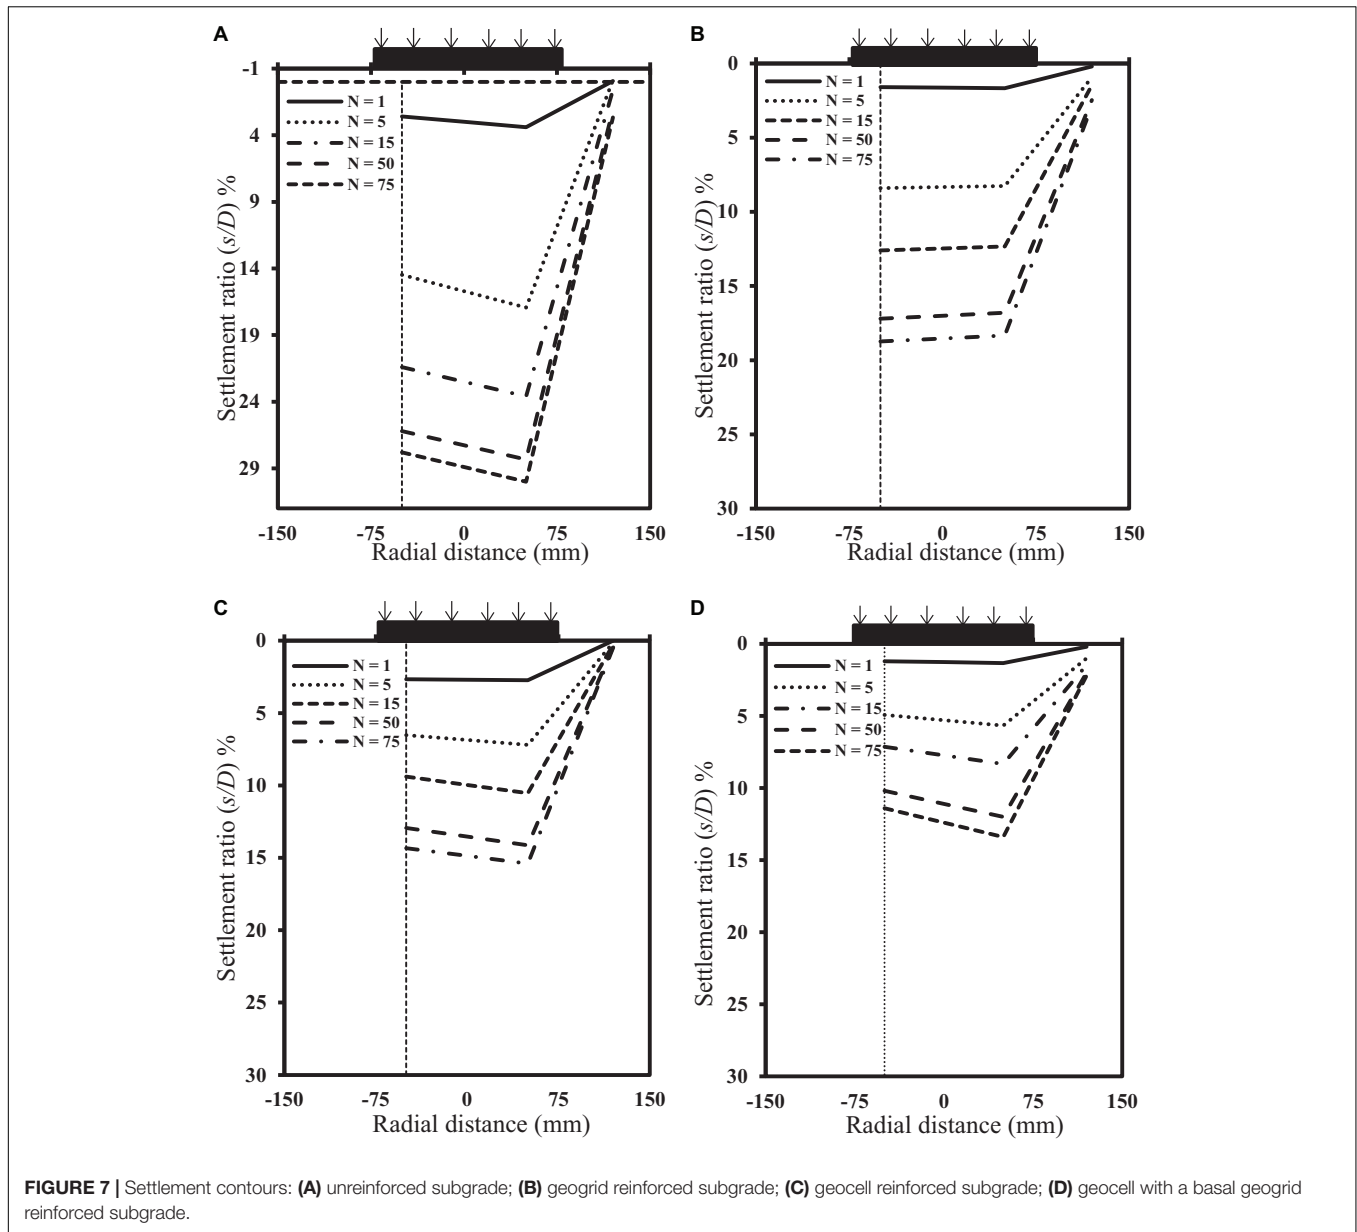 A
-1
4
9
14
19
24
29
Settlement ratio (s/D) %
N = 1
N = 5
N = 15
N = 50
N = 75
-150 -75 0 75 150
Radial distance (mm)
B
0
5
10
15
20
25
30
Settlement ratio (s/D) %
N = 1
N = 5
N = 15
N = 50
N = 75
-150 -75 0 75 150
Radial distance (mm)
C
0
5
10
15
20
25
30
Settlement ratio (s/D) %
N = 1
N = 5
N = 15
N = 50
N = 75
-150 -75 0 75 150
Radial distance (mm)
D
0
5
10
15
20
25
30
Settlement ratio (s/D) %
N = 1
N = 5
N = 15
N = 50
N = 75
-150 -75 0 75 150
Radial distance (mm)
FIGURE 7 | Settlement contours: (A) unreinforced subgrade; (B) geogrid reinforced subgrade; (C) geocell reinforced subgrade; (D) geocell with a basal geogrid
reinforced subgrade.